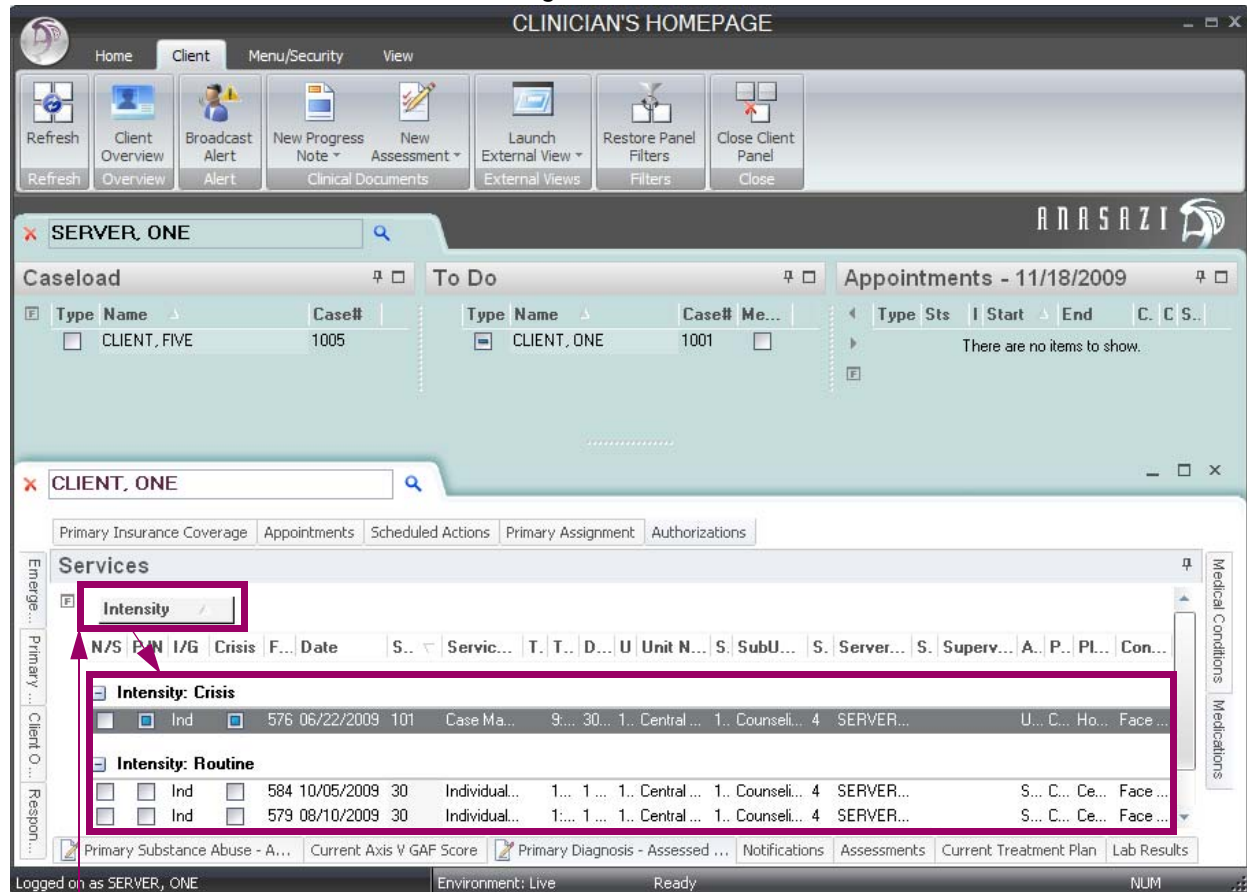 CLINICIAN'S HOMEPAGE
Home Client Menu/Security View
Refresh Client Overview Broadcast Alert New Progress Note New Assessment Launch External View Restore Panel Filters Close Client Panel
Refresh Overview Alert Clinical Documents External Views Filters Close
ANASAZI
SERVER, ONE
Caseload To Do Appointments - 11/18/2009
F Type Name Case# Type Name Case# Me... Type Sts I Start End C. C S..
CLIENT, FIVE 1005 CLIENT, ONE 1001 There are no items to show.
F
CLIENT, ONE
Primary Insurance Coverage Appointments Scheduled Actions Primary Assignment Authorizations
Emerge...
Primary ...
Client O...
Respon...
Services
F Intensity
N/S P/N I/G Crisis F... Date S... Servic... T. T.. D... U Unit N... S. SubU... S. Server... S. Superv... A.. P.. Pl... Con...
Intensity: Crisis
Ind 576 06/22/2009 101 Case Ma... 9:... 30... 1.. Central ... 1.. Counseli... 4 SERVER... U... C... Ho... Face ...
Intensity: Routine
Ind 584 10/05/2009 30 Individual... 1... 1 ... 1.. Central ... 1.. Counseli... 4 SERVER... S... C... Ce... Face ...
Ind 579 08/10/2009 30 Individual... 1:... 1 ... 1.. Central ... 1.. Counseli... 4 SERVER... S... C... Ce... Face ...
Medical Conditions
Medications
Primary Substance Abuse - A... Current Axis V GAF Score Primary Diagnosis - Assessed ... Notifications Assessments Current Treatment Plan Lab Results
Logged on as SERVER, ONE Environment: Live Ready NUM